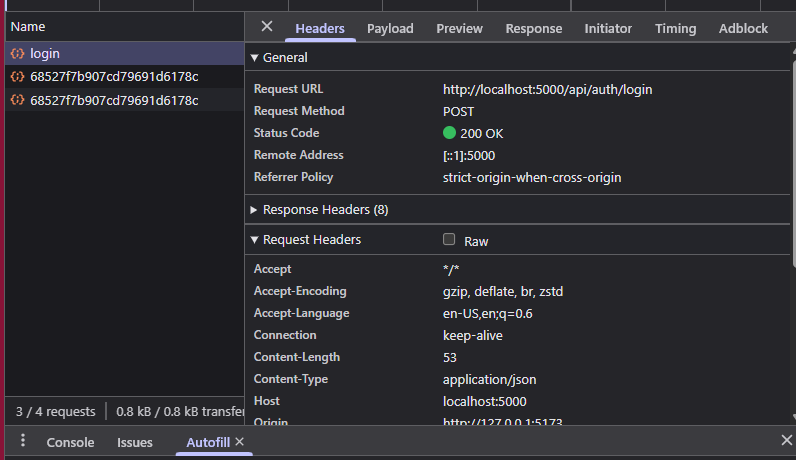 Name
login
68527f7b907cd79691d6178c
68527f7b907cd79691d6178c
3 / 4 requests 0.8 kB / 0.8 kB transfer
Headers Payload Preview Response Initiator Timing Adblock
General
Request URL http://localhost:5000/api/auth/login
Request Method POST
Status Code 200 OK
Remote Address [::1]:5000
Referrer Policy strict-origin-when-cross-origin
Response Headers (8)
Request Headers Raw
Accept */*
Accept-Encoding gzip, deflate, br, zstd
Accept-Language en-US,en;q=0.6
Connection keep-alive
Content-Length 53
Content-Type application/json
Host localhost:5000
Origin http://127.0.0.1:5173
Console Issues Autofill